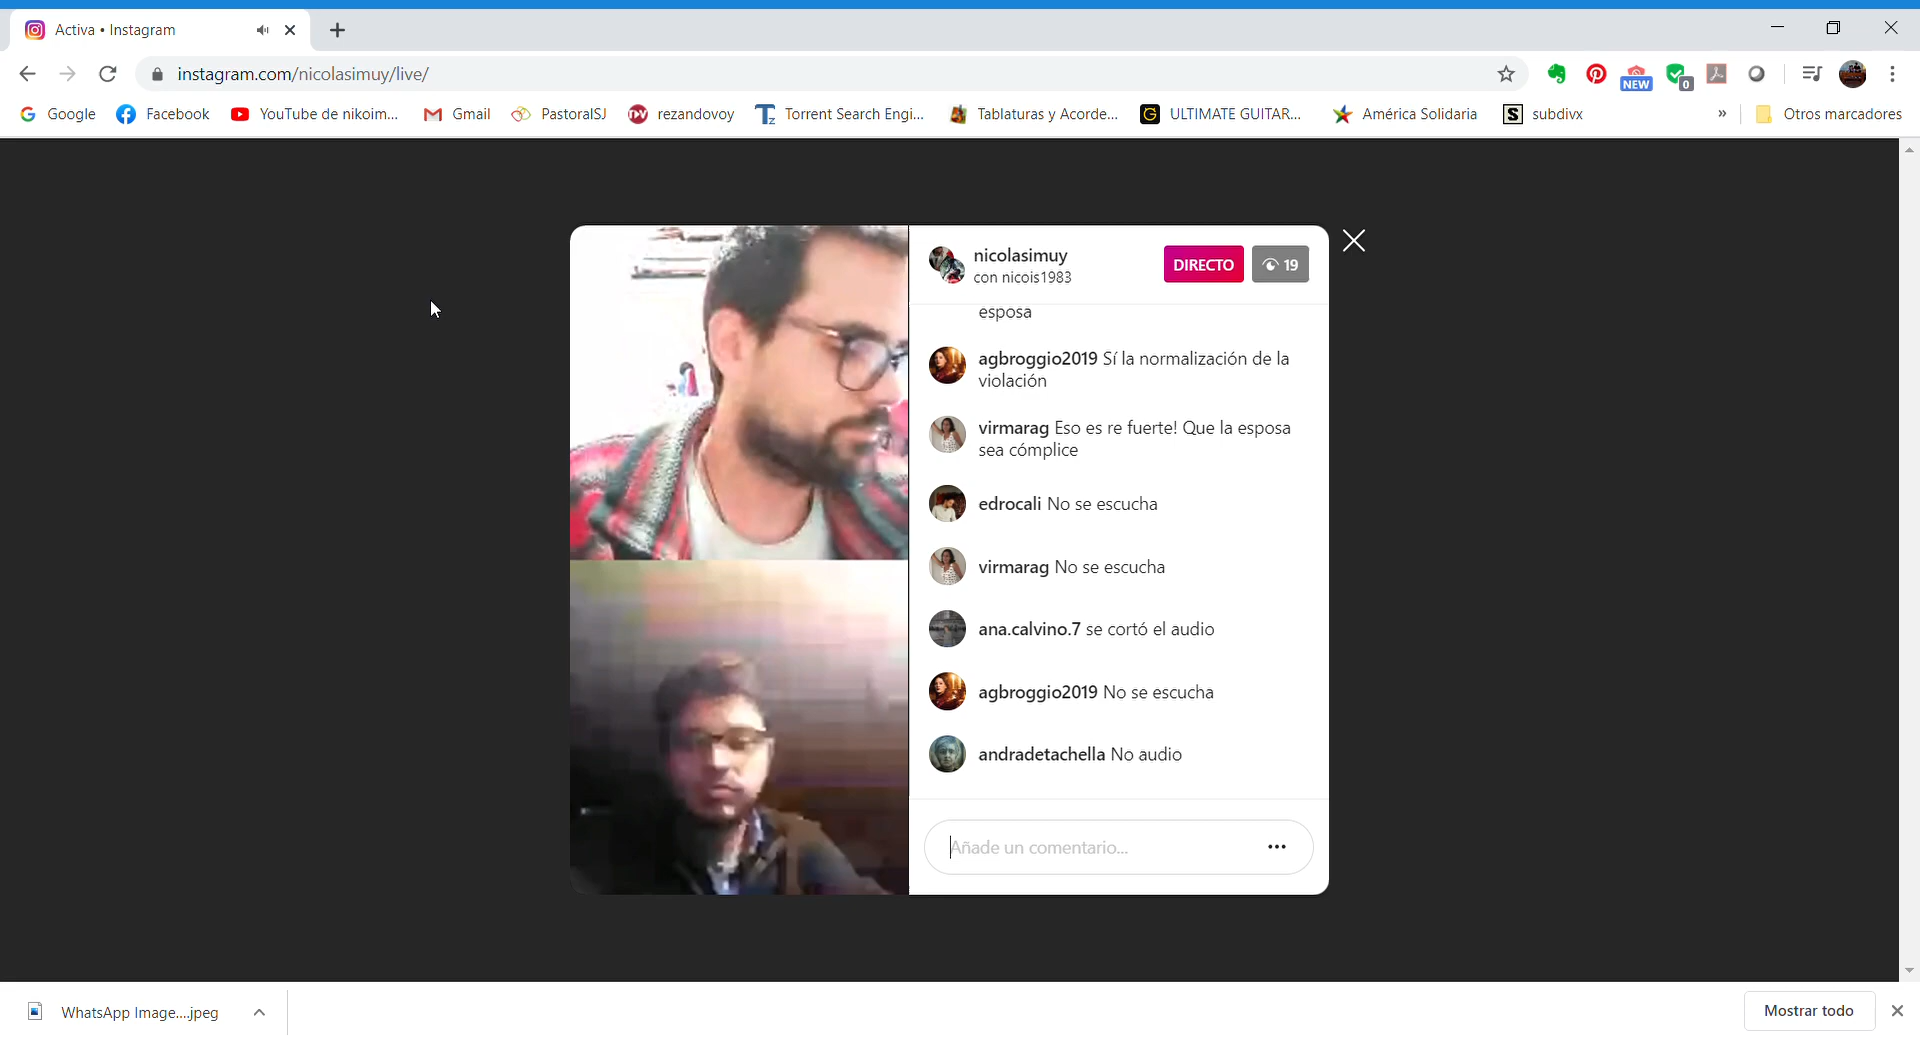 Activa • Instagram
instagram.com/nicolasimuy/live/
NEW
0
Google
Facebook
YouTube de nikoim...
Gmail
PastoralSJ
rezandovoy
Torrent Search Engi...
Tablaturas y Acorde...
ULTIMATE GUITAR...
América Solidaria
subdivx
»
Otros marcadores
nicolasimuy
con nicois1983
DIRECTO
19
esposa
agbroggio2019 Sí la normalización de la
violación
virmarag Eso es re fuerte! Que la esposa
sea cómplice
edrocali No se escucha
virmarag No se escucha
ana.calvino.7 se cortó el audio
agbroggio2019 No se escucha
andradetachella No audio
Añade un comentario...
WhatsApp Image....jpeg
Mostrar todo